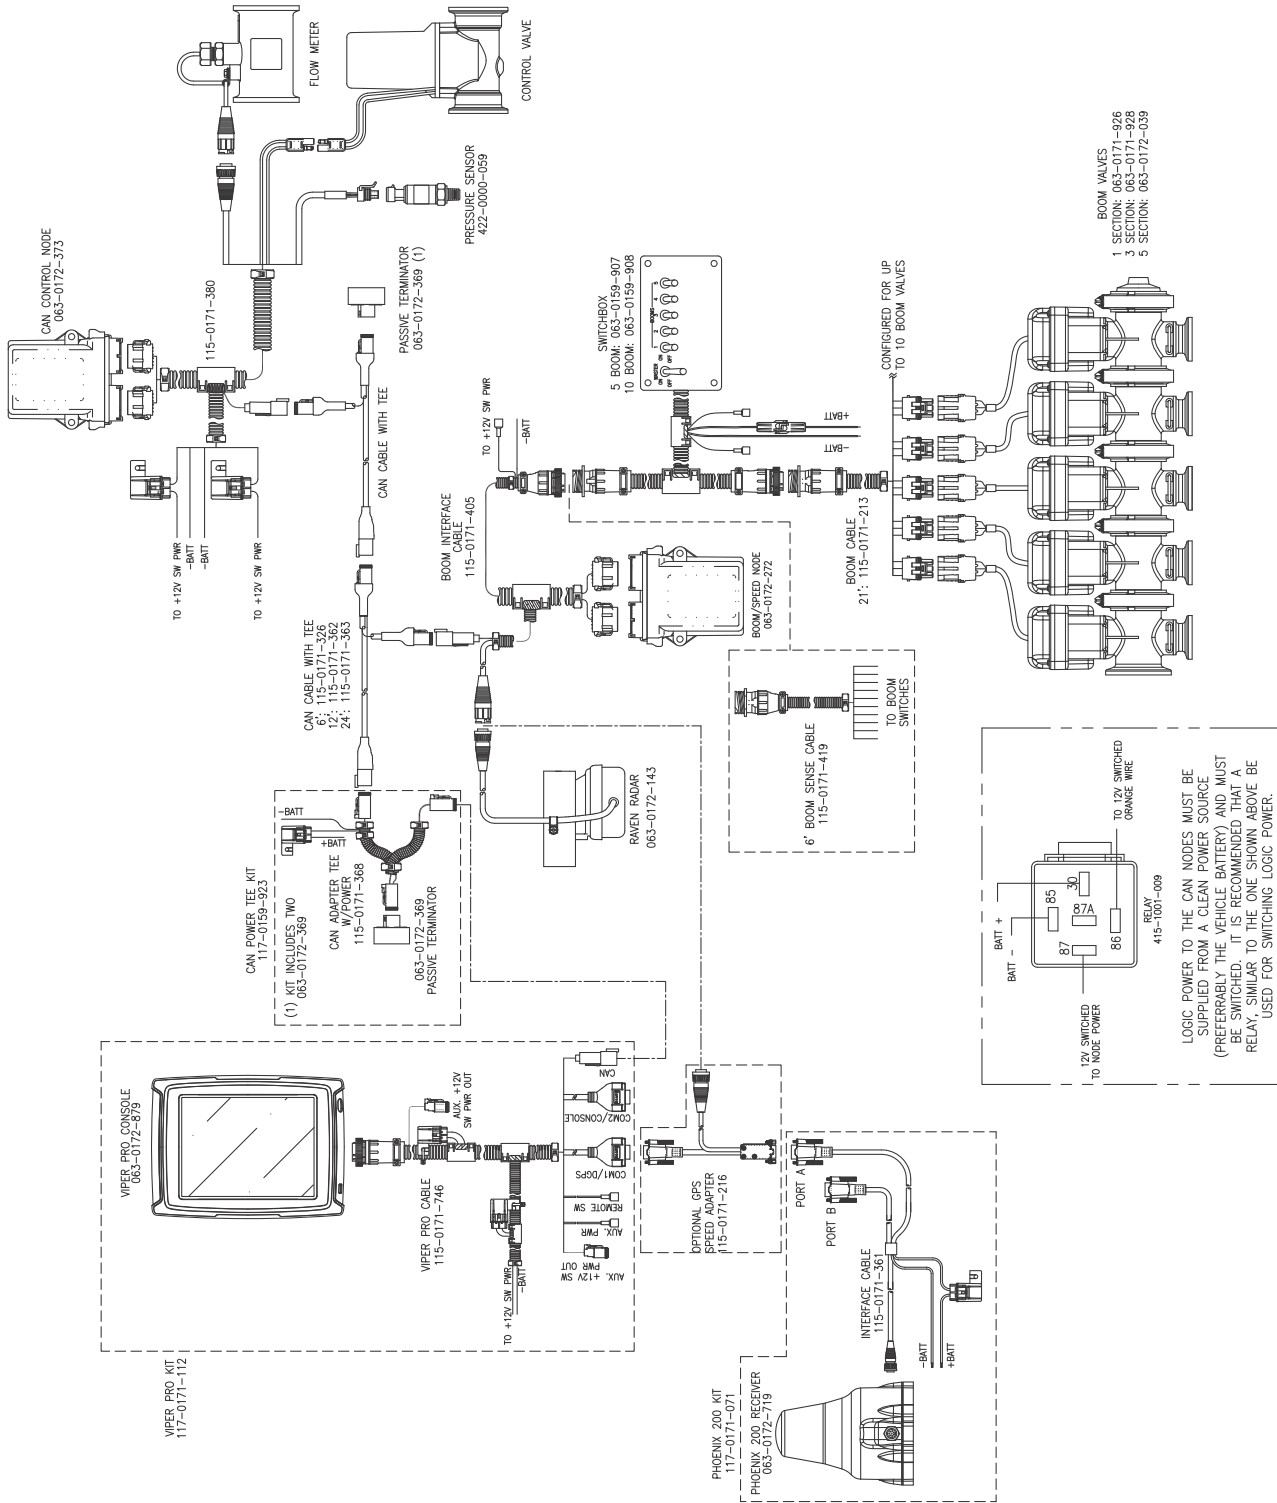 VIPER PRO KIT
117-0171-112
VIPER PRO CONSOLE
063-0172-879
VIPER PRO CABLE
115-0171-746
AUX. +12V
SW PWR OUT
TO +12V SW PWR
-BATT
CAN
COM2/CONSOLE
COM1/DGPS
REMOTE SW
AUX. PWR
AUX. +12V SW
PWR OUT
OPTIONAL GPS
SPEED ADAPTER
115-0171-216
PHOENIX 200 KIT
117-0171-071
PHOENIX 200 RECEIVER
063-0172-719
PORT A
PORT B
INTERFACE CABLE
115-0171-361
-BATT
+BATT
CAN POWER TEE KIT
117-0159-923
(1) KIT INCLUDES TWO
063-0172-369
-BATT
+BATT
CAN ADAPTER TEE
W/POWER
115-0171-368
063-0172-369
PASSIVE TERMINATOR
CAN CABLE WITH TEE
6': 115-0171-326
12': 115-0171-362
24': 115-0171-363
RAVEN RADAR
063-0172-143
CAN CONTROL NODE
063-0172-373
115-0171-380
TO +12V SW PWR
-BATT
-BATT
TO +12V SW PWR
CAN CABLE WITH TEE
PASSIVE TERMINATOR
063-0172-369 (1)
FLOW METER
CONTROL VALVE
PRESSURE SENSOR
422-0000-059
BOOM INTERFACE
CABLE
115-0171-405
TO +12V SW PWR
-BATT
BOOM/SPEED NODE
063-0172-272
SWITCHBOX
5 BOOM: 063-0159-907
10 BOOM: 063-0159-908
MASTER
ON
OFF
BOOMS
ON
OFF
1 2 3 4 5
+BATT
-BATT
6' BOOM SENSE CABLE
115-0171-419
TO BOOM
SWITCHES
BOOM CABLE
21': 115-0171-213
CONFIGURED FOR UP
TO 10 BOOM VALVES
BOOM VALVES
1 SECTION: 063-0171-926
3 SECTION: 063-0171-928
5 SECTION: 063-0172-039
BATT +
BATT -
85
30
87A
87
86
TO 12V SWITCHED
ORANGE WIRE
12V SWITCHED
TO NODE POWER
RELAY
415-1001-009
LOGIC POWER TO THE CAN NODES MUST BE
SUPPLIED FROM A CLEAN POWER SOURCE
(PREFERRABLY THE VEHICLE BATTERY) AND MUST
BE SWITCHED. IT IS RECOMMENDED THAT A
RELAY, SIMILAR TO THE ONE SHOWN ABOVE BE
USED FOR SWITCHING LOGIC POWER.